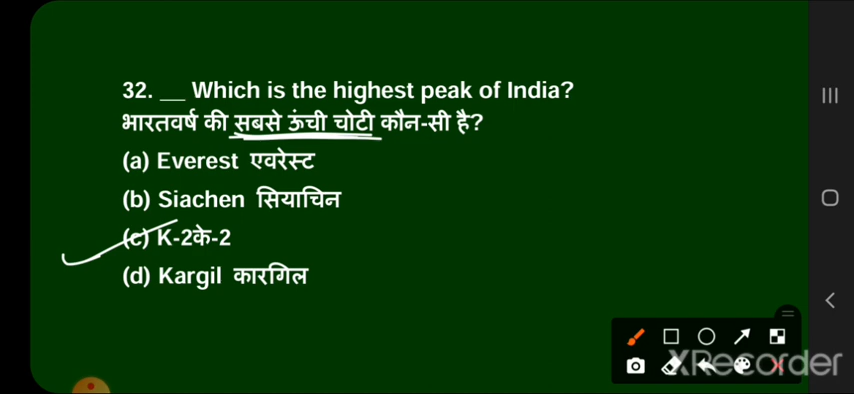 32. __ Which is the highest peak of India?
भारतवर्ष की सबसे ऊंची चोटी कौन-सी है?
(a) Everest एवरेस्ट
(b) Siachen सियाचिन
(c) K-2के-2
(d) Kargil कारगिल
XRecorder